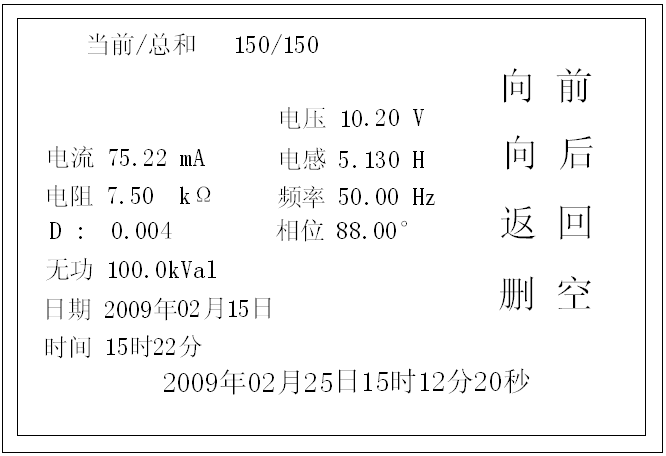 当前/总和 150/150
向 前
电压 10.20 V
电流 75.22 mA 电感 5.130 H
向 后
电阻 7.50 kΩ 频率 50.00 Hz
D : 0.004 相位 88.00°
返 回
无功 100.0kVal
日期 2009年02月15日
删 空
时间 15时22分
2009年02月25日15时12分20秒